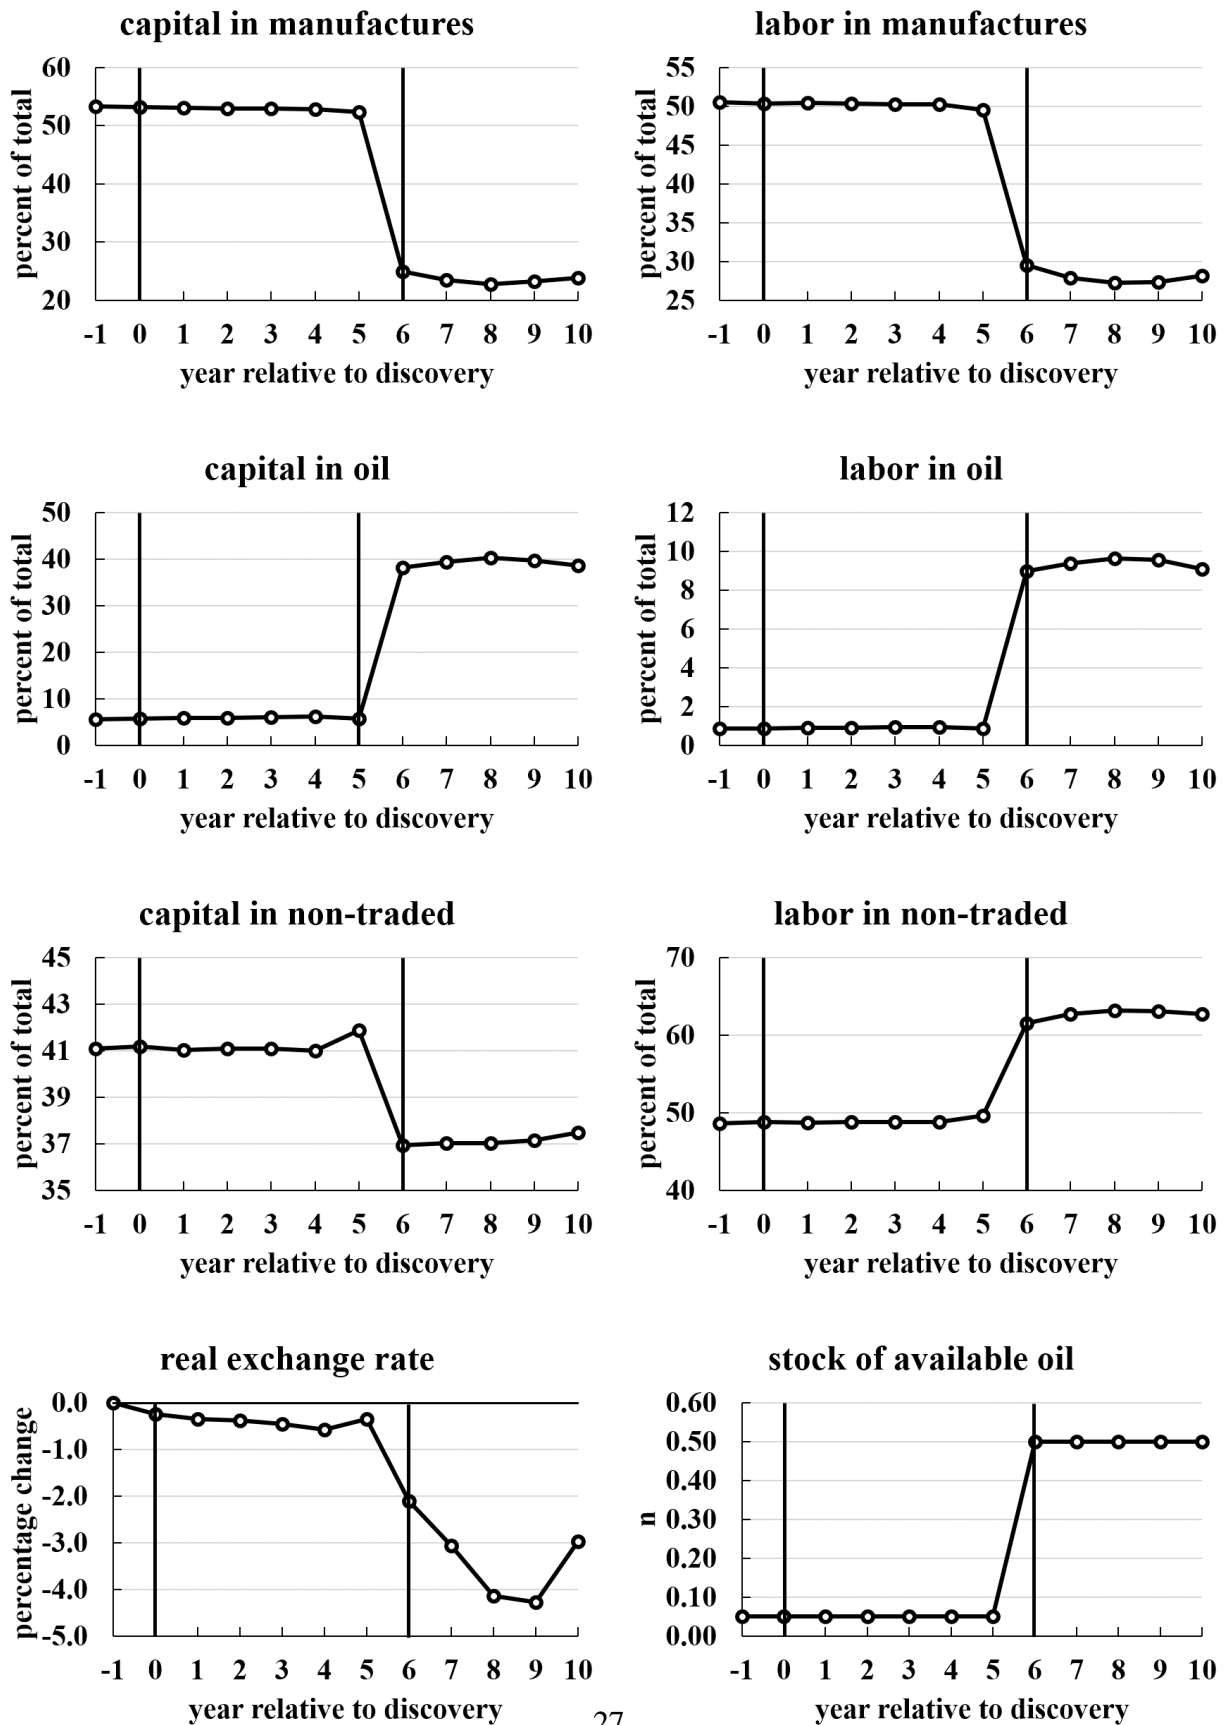 capital in manufactures
percent of total
60
50
40
30
20
-1 0 1 2 3 4 5 6 7 8 9 10
year relative to discovery
labor in manufactures
percent of total
55
50
45
40
35
30
25
-1 0 1 2 3 4 5 6 7 8 9 10
year relative to discovery
capital in oil
percent of total
50
40
30
20
10
0
-1 0 1 2 3 4 5 6 7 8 9 10
year relative to discovery
labor in oil
percent of total
12
10
8
6
4
2
0
-1 0 1 2 3 4 5 6 7 8 9 10
year relative to discovery
capital in non-traded
percent of total
45
43
41
39
37
35
-1 0 1 2 3 4 5 6 7 8 9 10
year relative to discovery
labor in non-traded
percent of total
70
60
50
40
-1 0 1 2 3 4 5 6 7 8 9 10
year relative to discovery
real exchange rate
percentage change
0.0
-1.0
-2.0
-3.0
-4.0
-5.0
-1 0 1 2 3 4 5 6 7 8 9 10
year relative to discovery
stock of available oil
n
0.60
0.50
0.40
0.30
0.20
0.10
0.00
-1 0 1 2 3 4 5 6 7 8 9 10
year relative to discovery
27